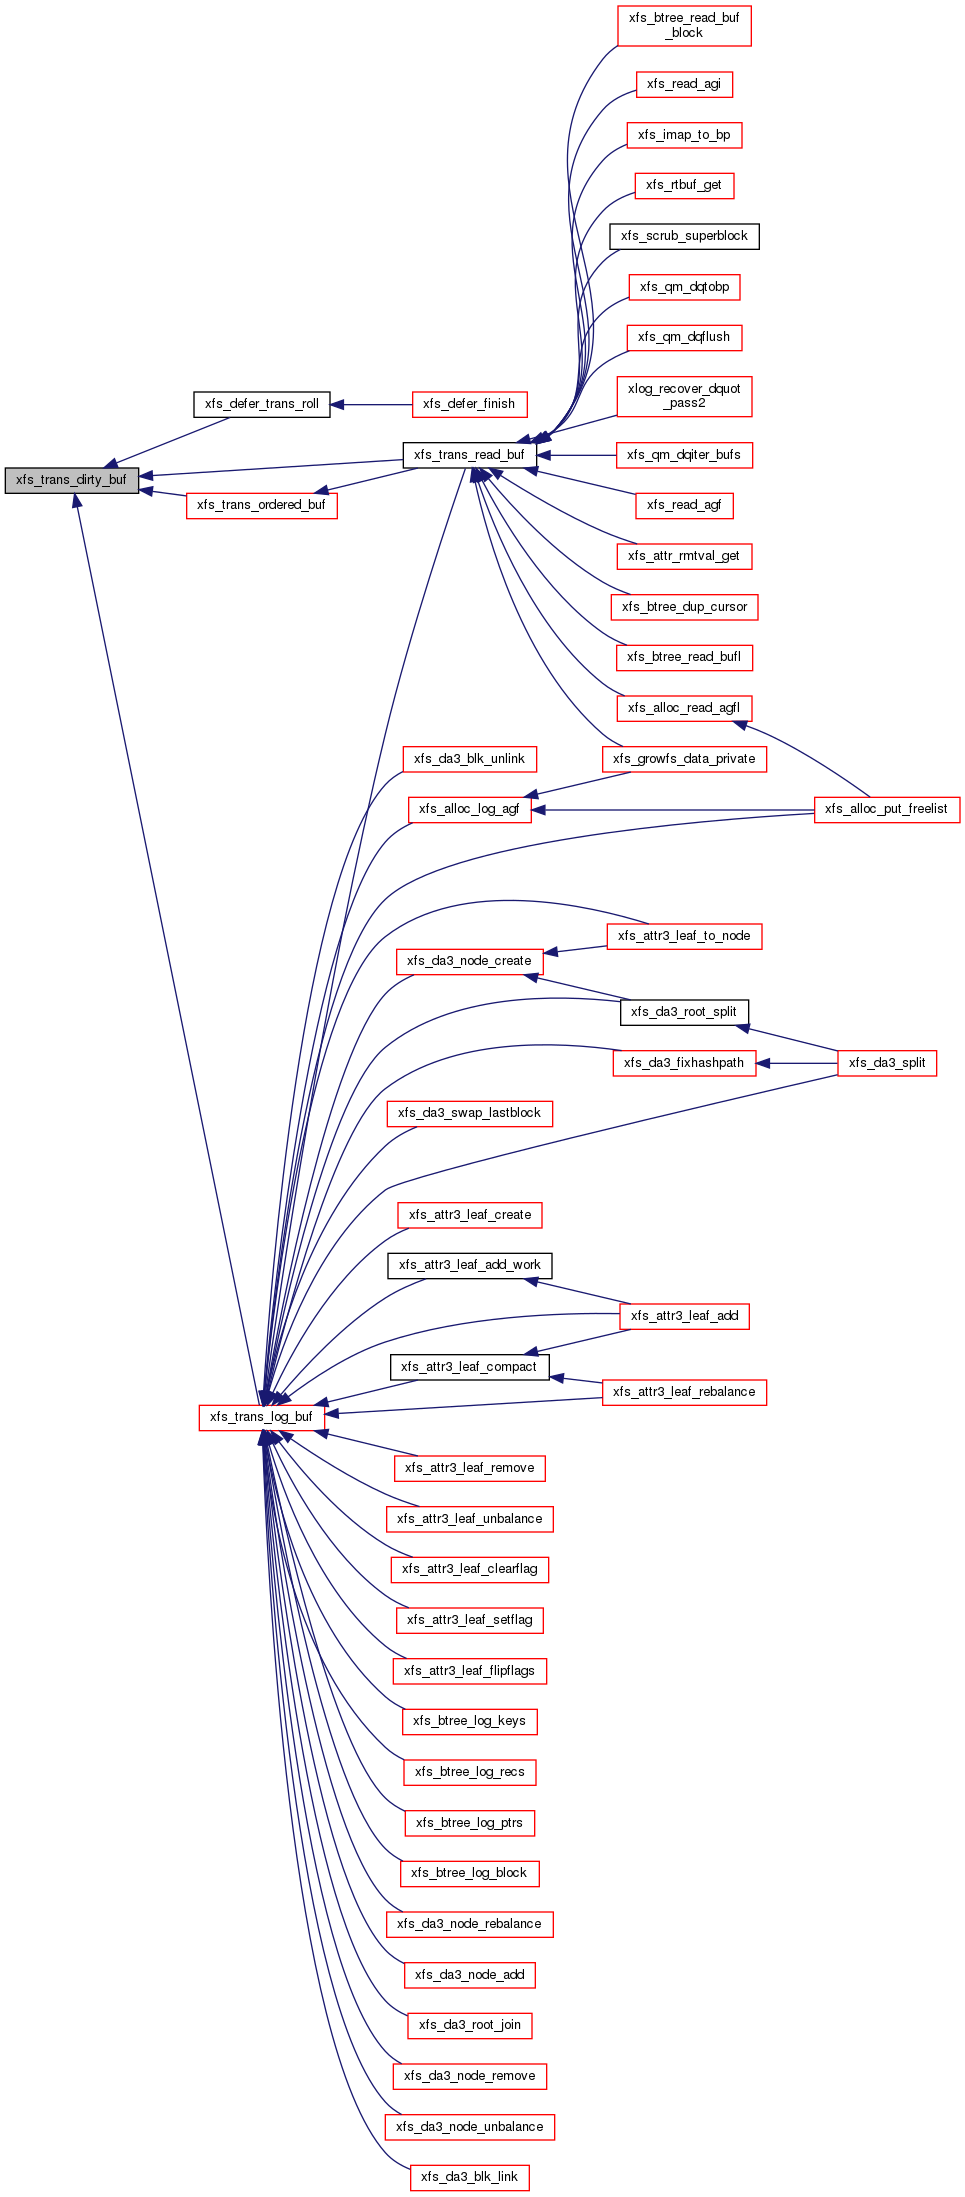 xfs_btree_read_buf
_block
xfs_read_agi
xfs_imap_to_bp
xfs_rtbuf_get
xfs_scrub_superblock
xfs_qm_dqtobp
xfs_qm_dqflush
xlog_recover_dquot
_pass2
xfs_defer_trans_roll
xfs_defer_finish
xfs_trans_read_buf
xfs_qm_dqiter_bufs
xfs_trans_dirty_buf
xfs_trans_ordered_buf
xfs_read_agf
xfs_attr_rmtval_get
xfs_btree_dup_cursor
xfs_btree_read_bufl
xfs_alloc_read_agfl
xfs_da3_blk_unlink
xfs_growfs_data_private
xfs_alloc_log_agf
xfs_alloc_put_freelist
xfs_attr3_leaf_to_node
xfs_da3_node_create
xfs_da3_root_split
xfs_da3_fixhashpath
xfs_da3_split
xfs_da3_swap_lastblock
xfs_attr3_leaf_create
xfs_attr3_leaf_add_work
xfs_attr3_leaf_add
xfs_attr3_leaf_compact
xfs_attr3_leaf_rebalance
xfs_trans_log_buf
xfs_attr3_leaf_remove
xfs_attr3_leaf_unbalance
xfs_attr3_leaf_clearflag
xfs_attr3_leaf_setflag
xfs_attr3_leaf_flipflags
xfs_btree_log_keys
xfs_btree_log_recs
xfs_btree_log_ptrs
xfs_btree_log_block
xfs_da3_node_rebalance
xfs_da3_node_add
xfs_da3_root_join
xfs_da3_node_remove
xfs_da3_node_unbalance
xfs_da3_blk_link